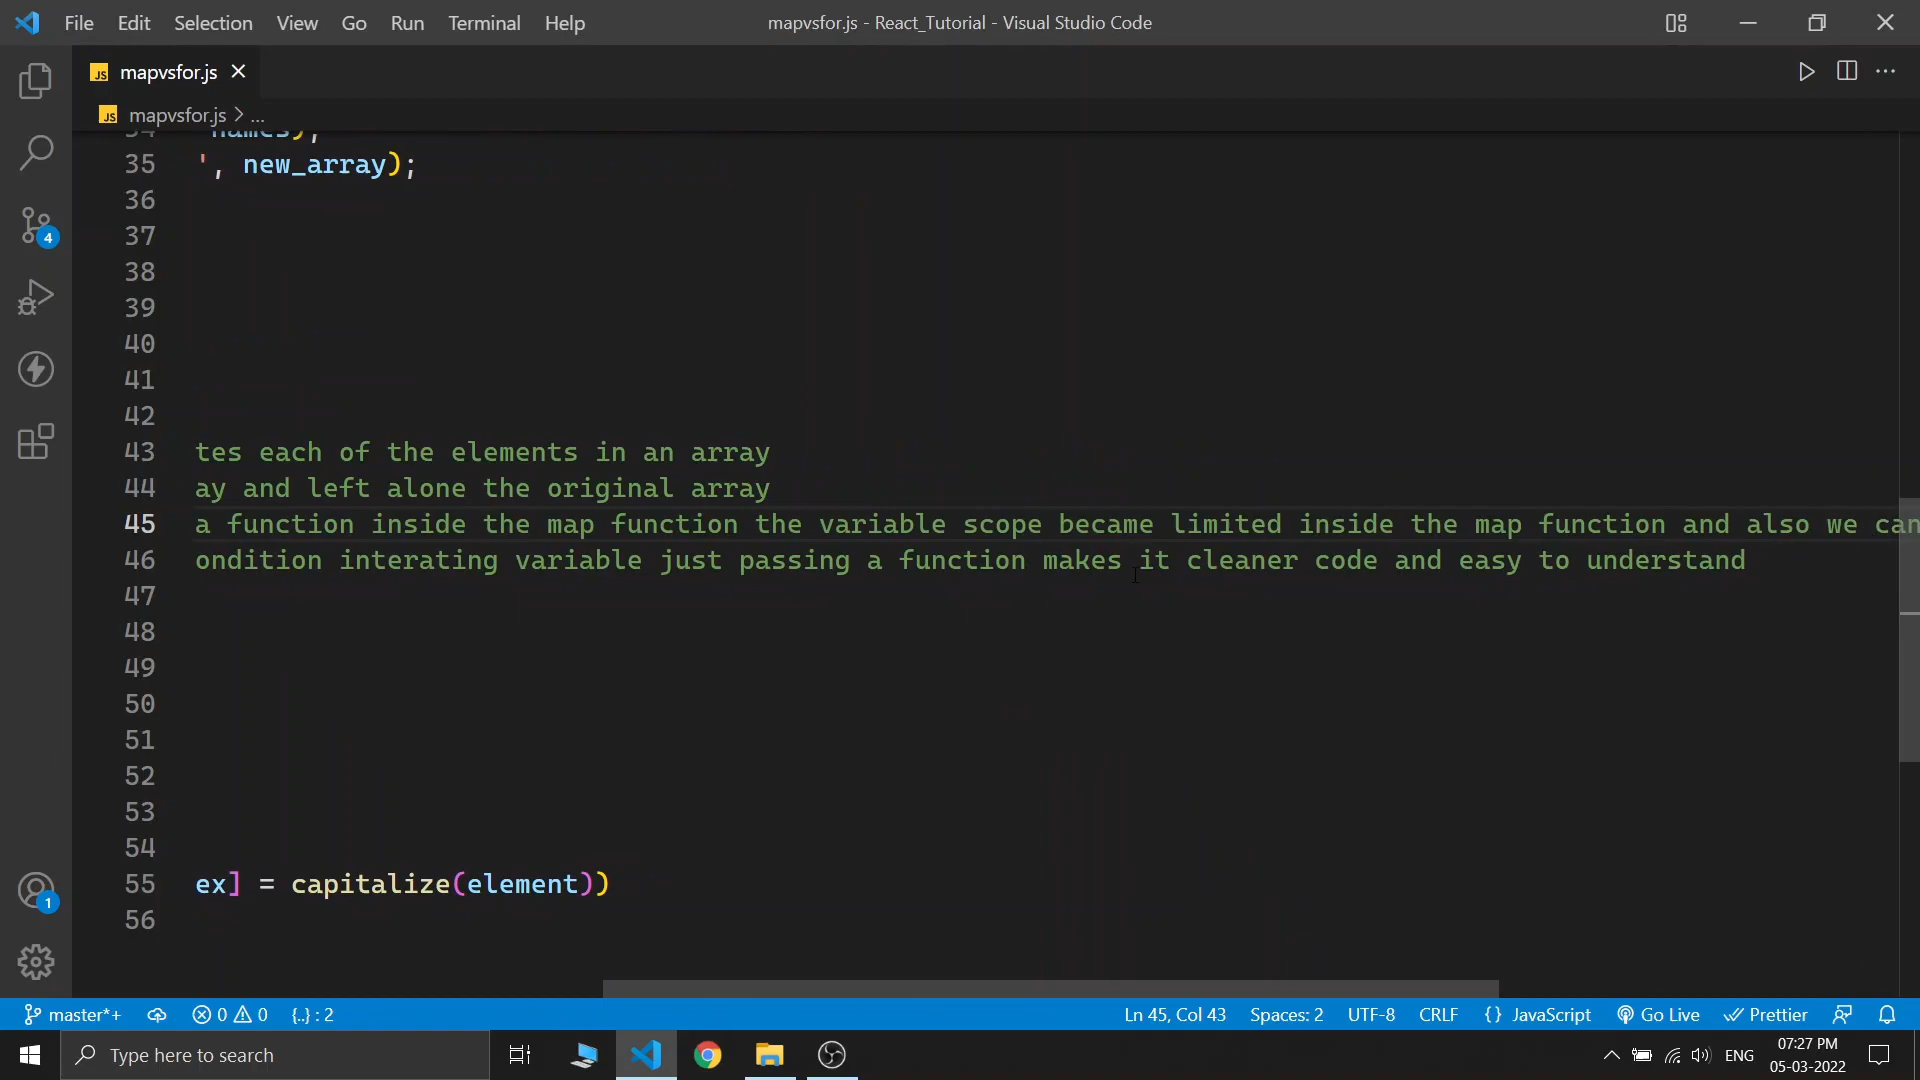 File Edit Selection View Go Run Terminal Help
mapvsfor.js - React_Tutorial - Visual Studio Code
JS mapvsfor.js
JS mapvsfor.js > ...
34 names);
35 ', new_array);
36
37
38
39
40
41
42
43 tes each of the elements in an array
44 ay and left alone the original array
45 a function inside the map function the variable scope became limited inside the map function and also we can
46 ondition interating variable just passing a function makes it cleaner code and easy to understand
47
48
49
50
51
52
53
54
55 ex] = capitalize(element))
56
4
1
master*+ 0 0 {..} : 2 Ln 45, Col 43 Spaces: 2 UTF-8 CRLF {} JavaScript Go Live Prettier
Type here to search
ENG
07:27 PM
05-03-2022